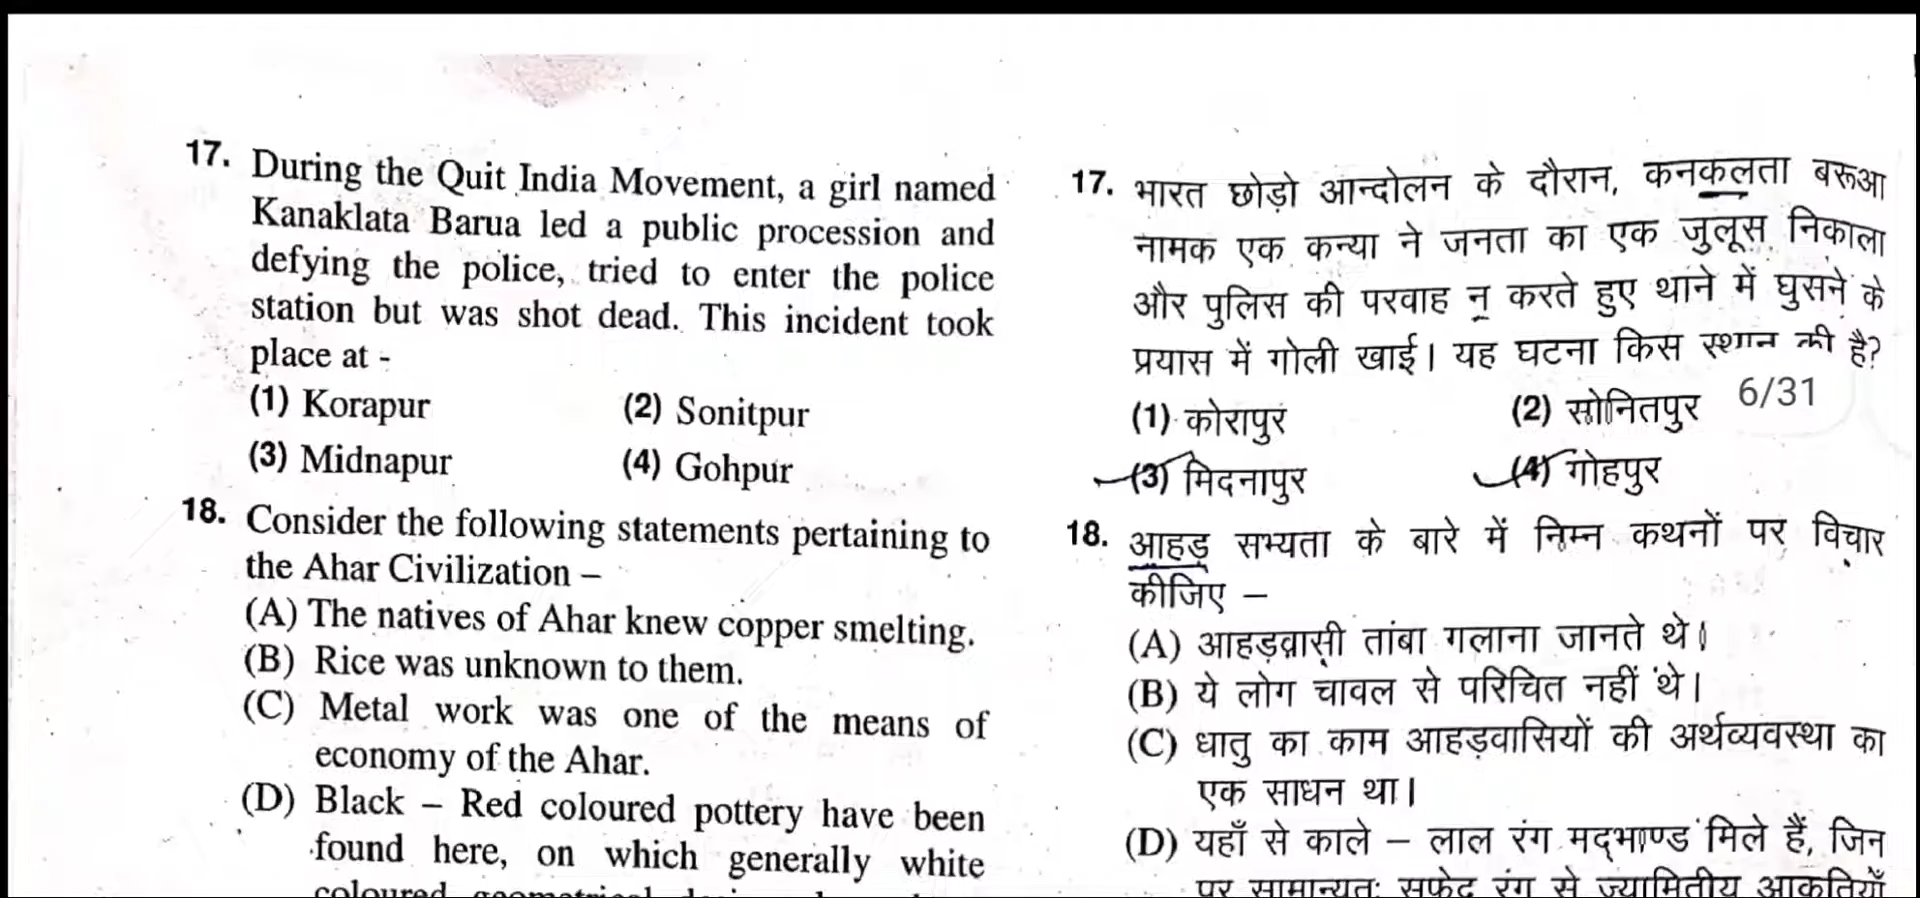 17. During the Quit India Movement, a girl named
Kanaklata Barua led a public procession and
defying the police, tried to enter the police
station but was shot dead. This incident took
place at -
(1) Korapur (2) Sonitpur
(3) Midnapur (4) Gohpur
18. Consider the following statements pertaining to
the Ahar Civilization –
(A) The natives of Ahar knew copper smelting.
(B) Rice was unknown to them.
(C) Metal work was one of the means of
economy of the Ahar.
(D) Black – Red coloured pottery have been
found here, on which generally white
coloured geometrical
17. भारत छोड़ो आन्दोलन के दौरान, कनकलता बरूआ
नामक एक कन्या ने जनता का एक जुलूस निकाला
और पुलिस की परवाह न करते हुए थाने में घुसने के
प्रयास में गोली खाई। यह घटना किस स्थान की है?
(1) कोरापुर (2) सोनितपुर 6/31
(3) मिदनापुर (4) गोहपुर
18. आहड़ सभ्यता के बारे में निम्न कथनों पर विचार
कीजिए –
(A) आहड़वासी तांबा गलाना जानते थे।
(B) ये लोग चावल से परिचित नहीं थे।
(C) धातु का काम आहड़वासियों की अर्थव्यवस्था का
एक साधन था।
(D) यहाँ से काले – लाल रंग मद्भाण्ड मिले हैं, जिन
पर सामान्यतः सफेद रंग से ज्यामितीय आकृतियाँ